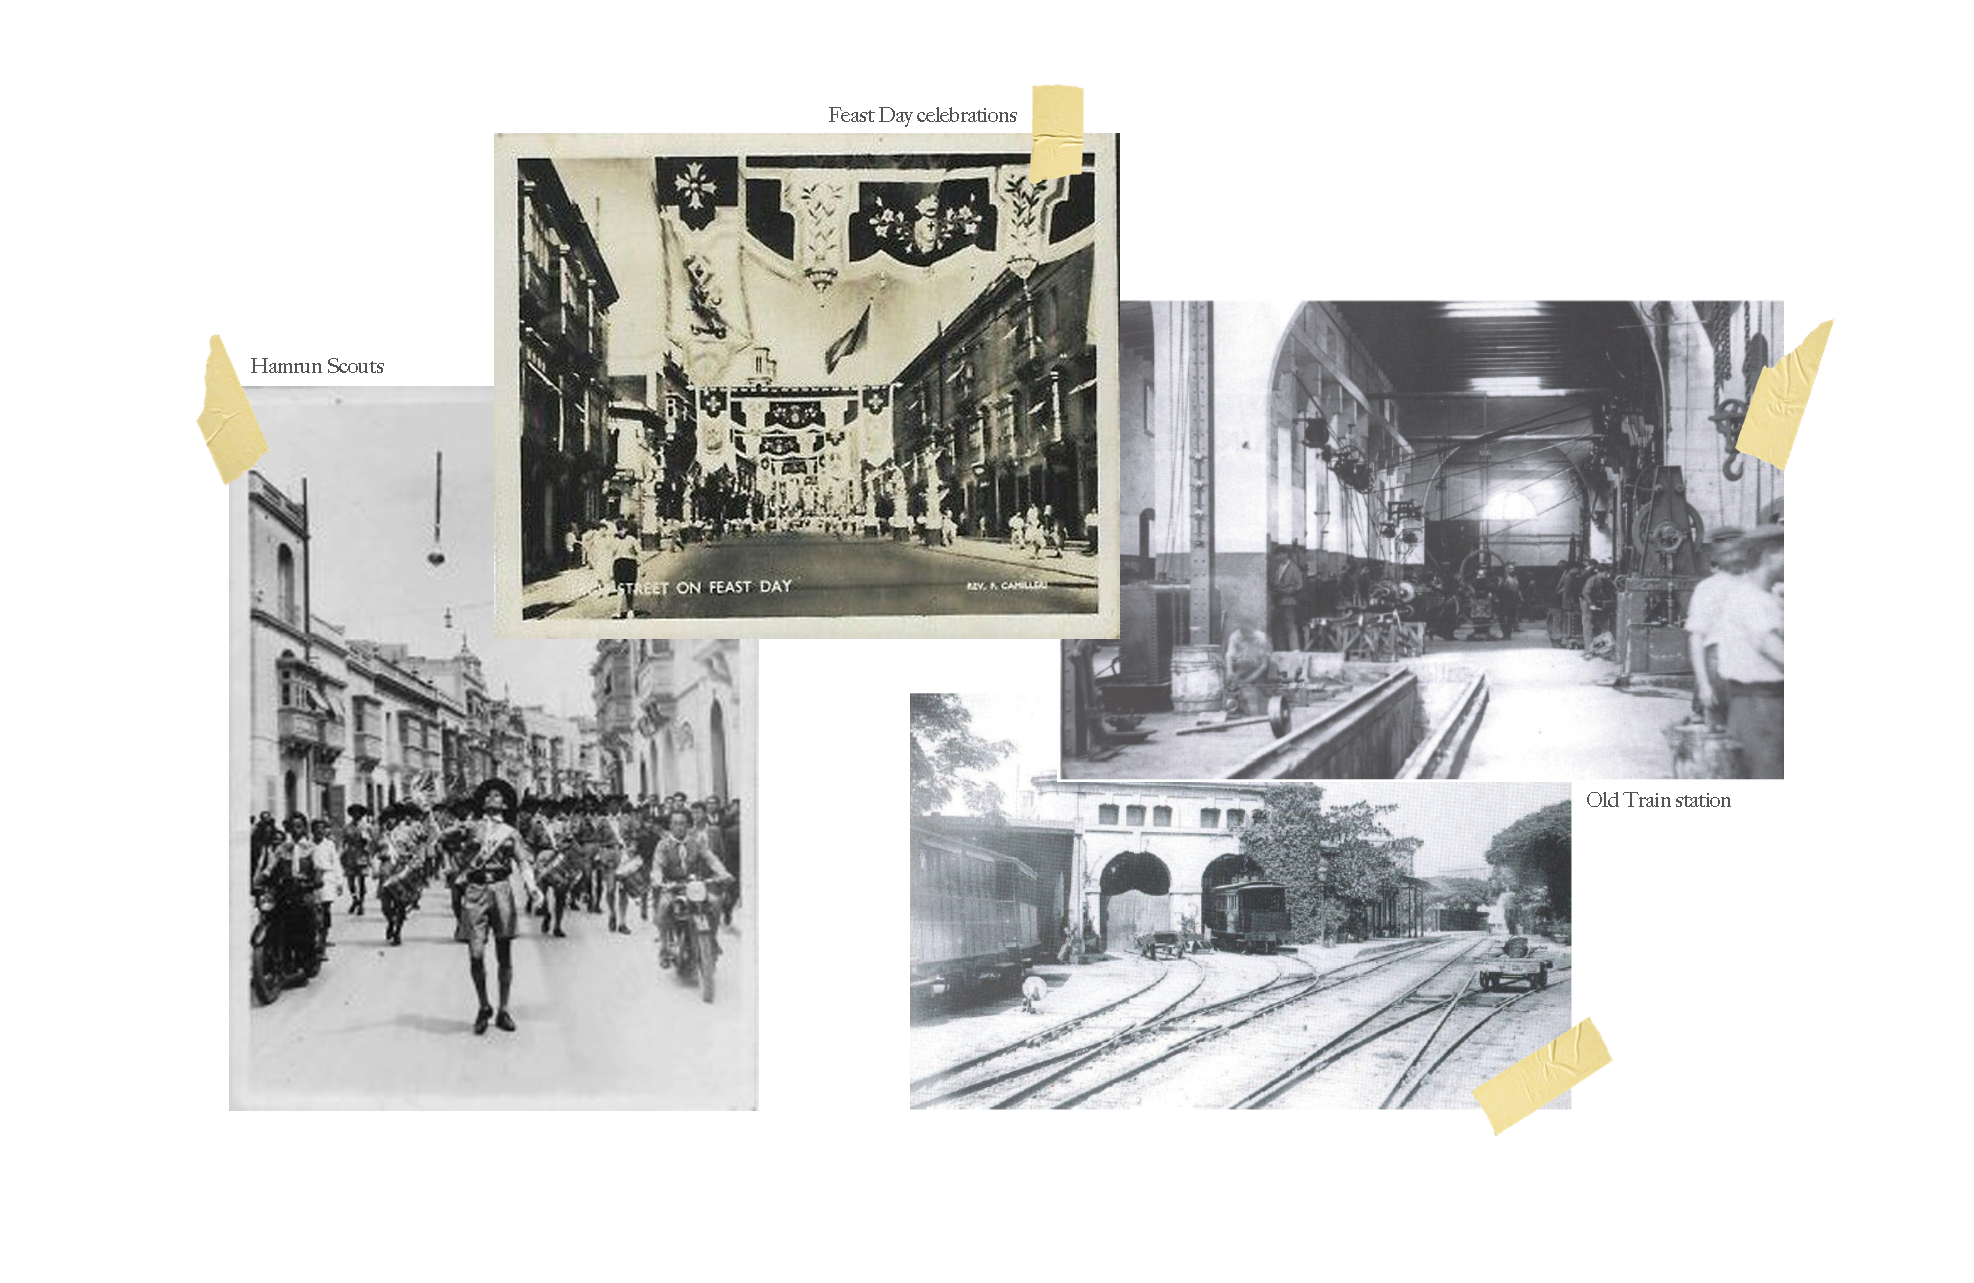 Feast Day celebrations
Hamrun Scouts
STREET ON FEAST DAY
REV. F. CAMILLERI
Old Train station